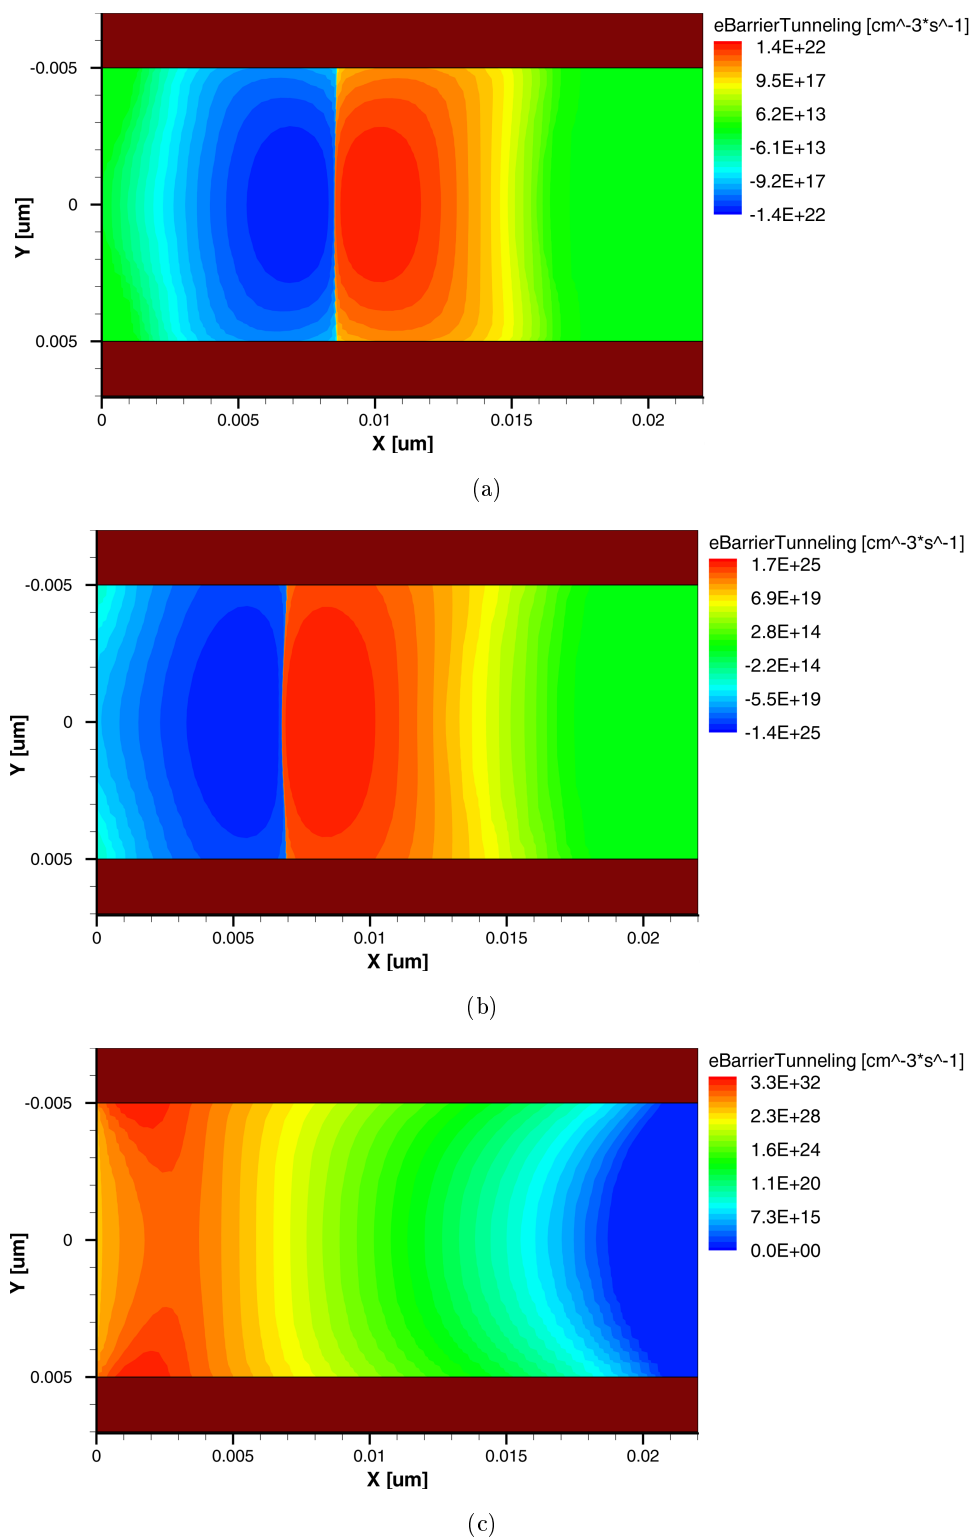 eBarrierTunneling [cm^-3*s^-1]
1.4E+22
9.5E+17
6.2E+13
-6.1E+13
-9.2E+17
-1.4E+22
-0.005
0
0.005
Y [um]
0 0.005 0.01 0.015 0.02
X [um]
(a)
eBarrierTunneling [cm^-3*s^-1]
1.7E+25
6.9E+19
2.8E+14
-2.2E+14
-5.5E+19
-1.4E+25
-0.005
0
0.005
Y [um]
0 0.005 0.01 0.015 0.02
X [um]
(b)
eBarrierTunneling [cm^-3*s^-1]
3.3E+32
2.3E+28
1.6E+24
1.1E+20
7.3E+15
0.0E+00
-0.005
0
0.005
Y [um]
0 0.005 0.01 0.015 0.02
X [um]
(c)